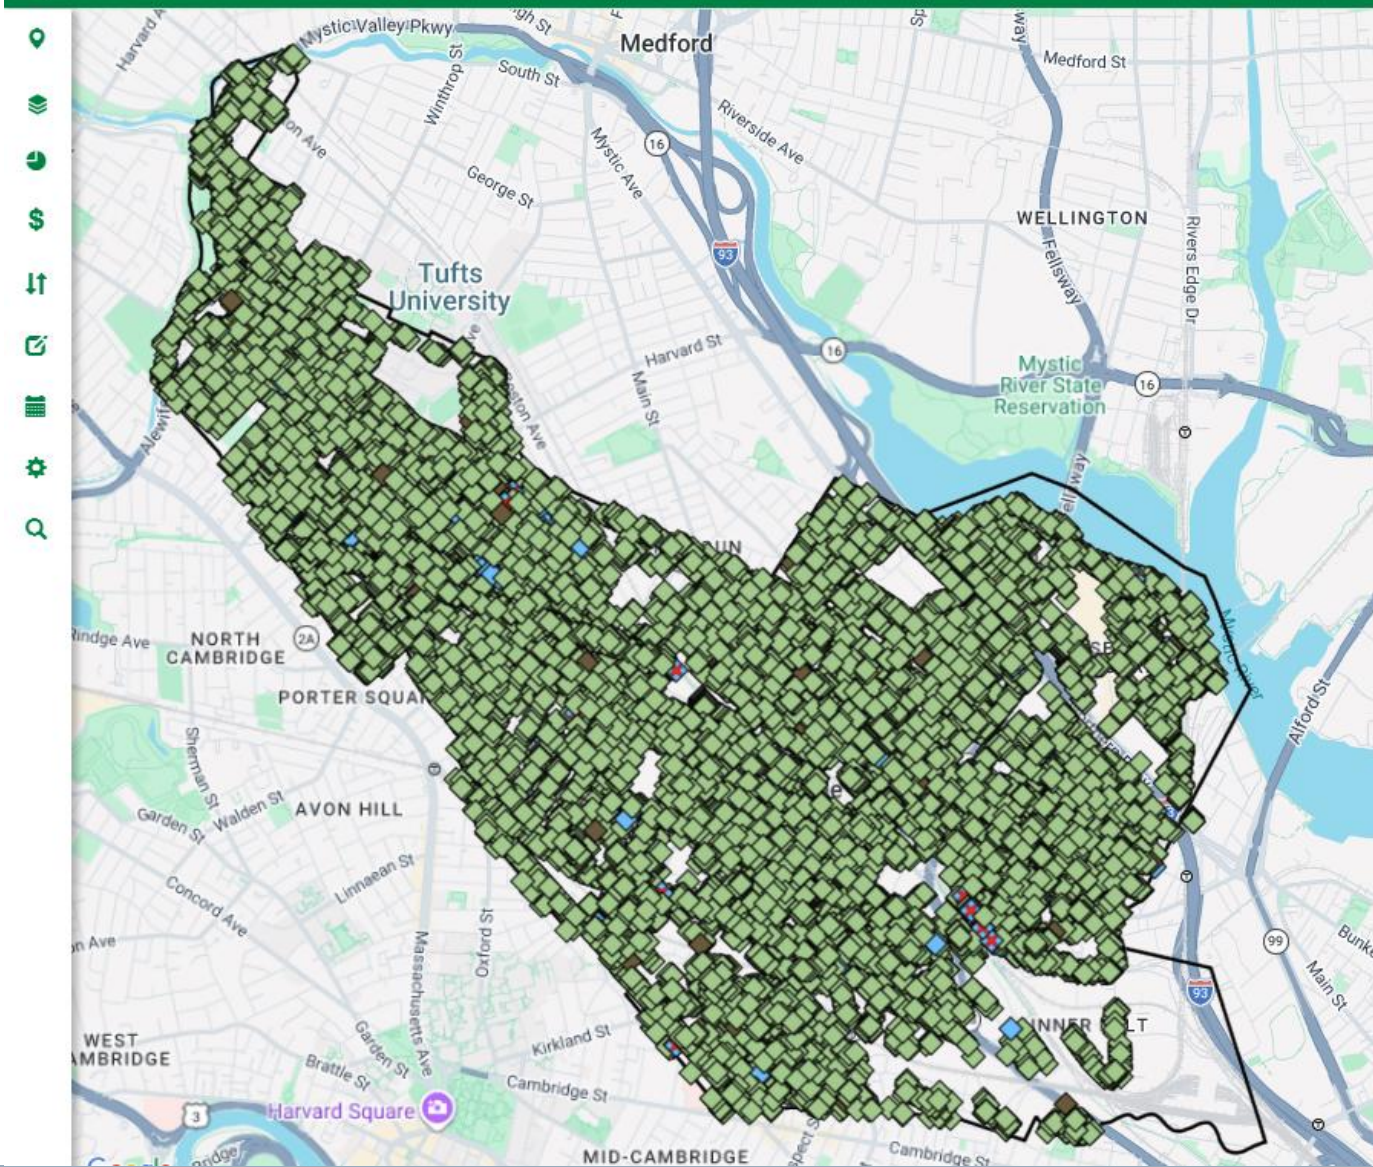 Mystic Valley Pkwy
Medford
South St
Winthrop St
Medford St
Riverside Ave
16
Mystic Ave
George St
WELLINGTON
Fellsway
Rivers Edge Dr
93
Tufts
University
Harvard St
16
Main St
Mystic
River State
Reservation
16
Rindge Ave
NORTH
CAMBRIDGE
2A
Mystic River
Alford St
Sherman St
Garden St
Walden St
AVON HILL
Linnaean St
Concord Ave
Oxford St
Massachusetts Ave
99
Main St
93
WEST
Garden St
Brattle St
Kirkland St
Cambridge St
3
Harvard Square
MID-CAMBRIDGE
Cambridge St